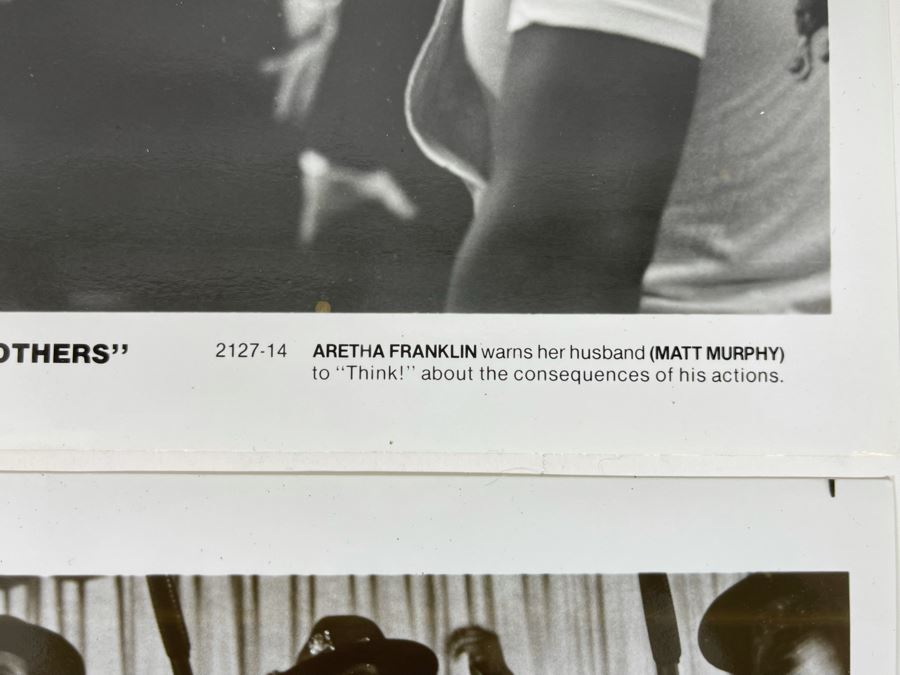 OTHERS”
2127-14 ARETHA FRANKLIN warns her husband (MATT MURPHY)
to “Think!” about the consequences of his actions.